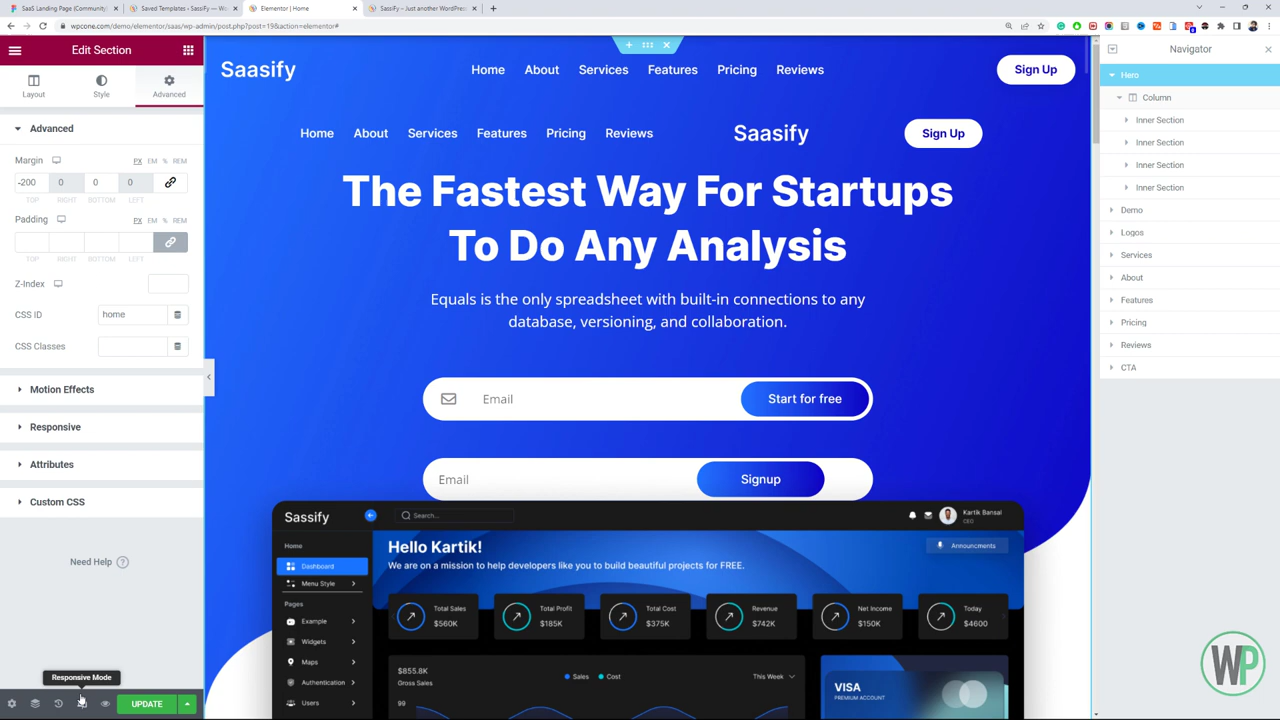 SaaS Landing Page (Community)
Saved Templates - SassiFy — Wo
Elementor | Home
SassiFy – Just another WordPres
wpcone.com/demo/elementor/saas/wp-admin/post.php?post=19&action=elementor#
Edit Section
Layout
Style
Advanced
Advanced
Margin
PX EM % REM
-200 0 0 0
TOP RIGHT BOTTOM LEFT
Padding
PX EM % REM
TOP RIGHT BOTTOM LEFT
Z-Index
CSS ID
home
CSS Classes
Motion Effects
Responsive
Attributes
Custom CSS
Need Help
Responsive Mode
UPDATE
Saasify
Home About Services Features Pricing Reviews
Sign Up
Home About Services Features Pricing Reviews
Saasify
Sign Up
The Fastest Way For Startups
To Do Any Analysis
Equals is the only spreadsheet with built-in connections to any
database, versioning, and collaboration.
Email
Start for free
Email
Signup
Sassify
Search...
Kartik Bansal
CEO
Home
Dashboard
Menu Style
Pages
Example
Widgets
Maps
Authentication
Users
Hello Kartik!
We are on a mission to help developers like you to build beautiful projects for FREE.
Announcments
Total Sales
$560K
Total Profit
$185K
Total Cost
$375K
Revenue
$742K
Net Income
$150K
Today
$4600
$855.8K
Gross Sales
Sales
Cost
This Week
99
VISA
PREMIUM ACCOUNT
Navigator
Hero
Column
Inner Section
Inner Section
Inner Section
Inner Section
Demo
Logos
Services
About
Features
Pricing
Reviews
CTA
WP